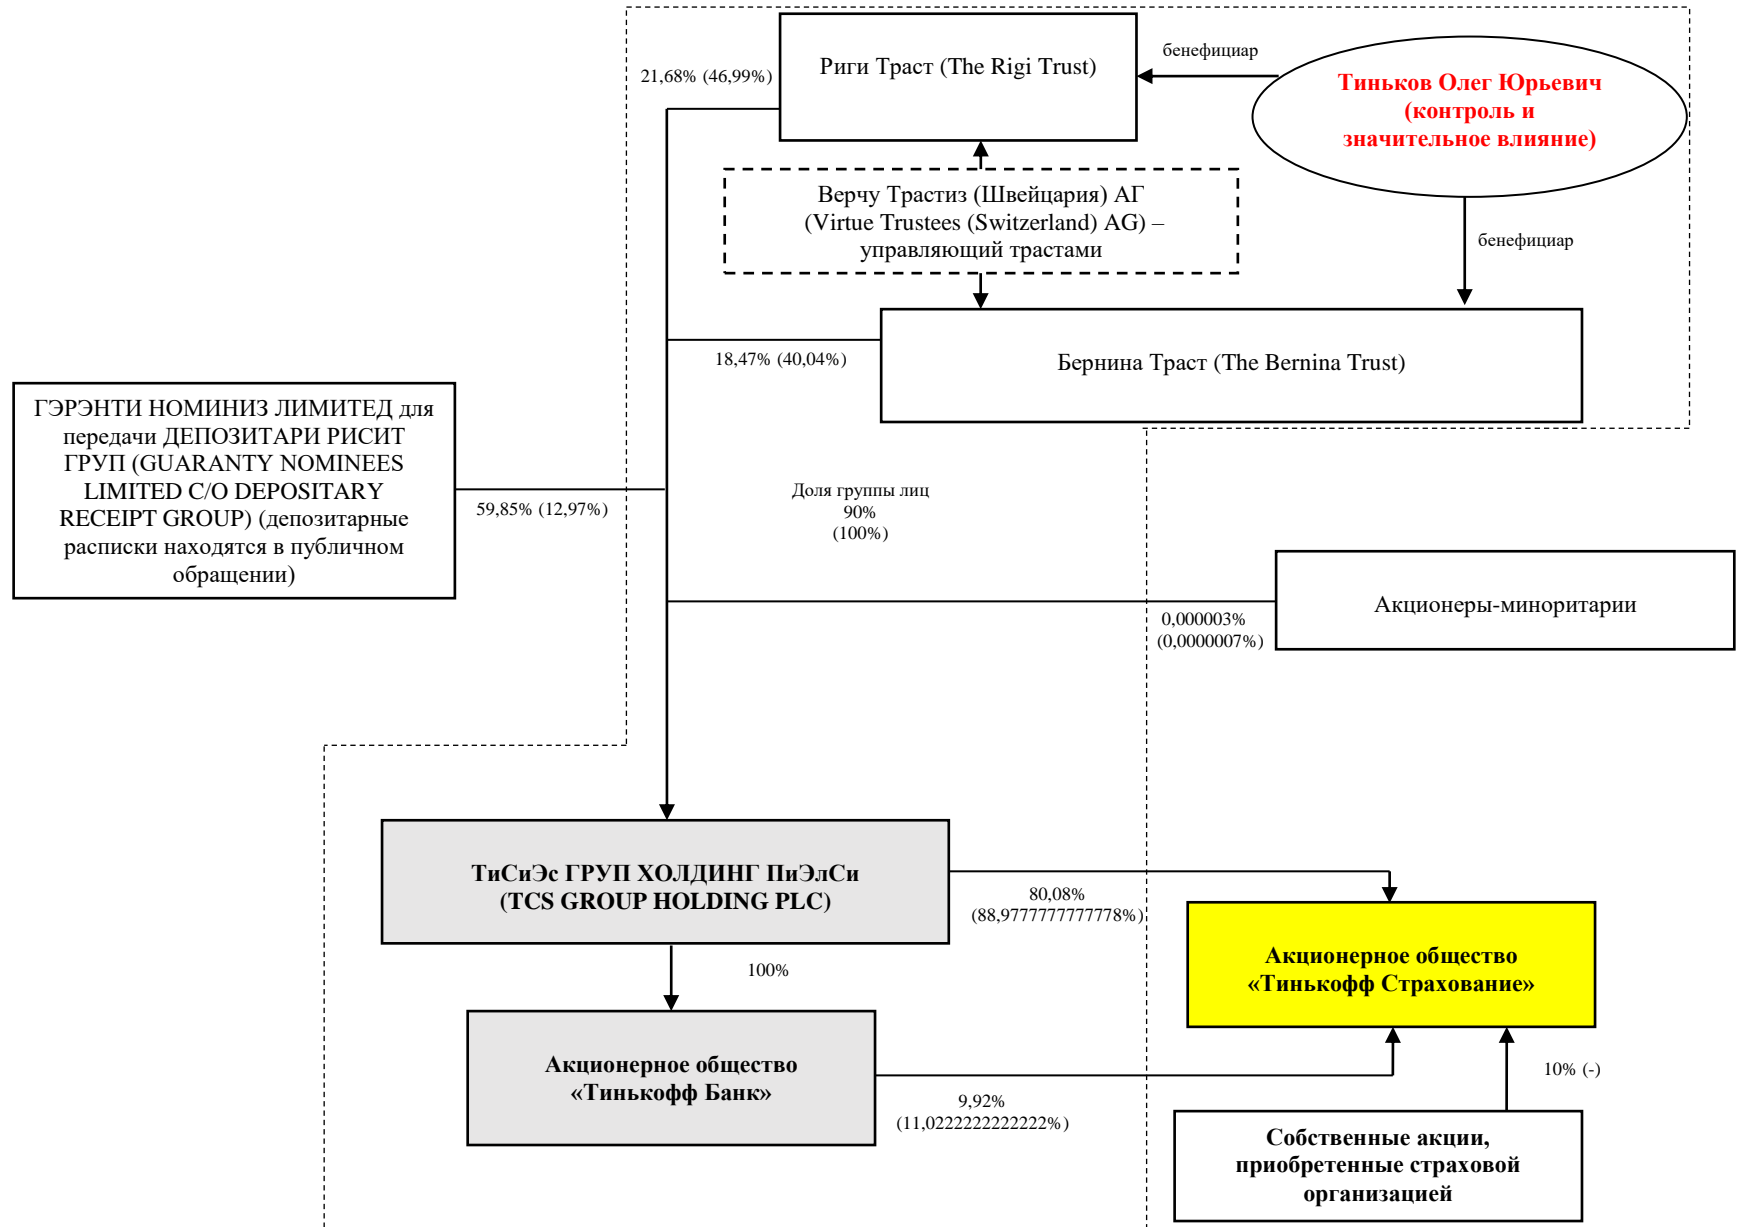 Риги Траст (The Rigi Trust)
бенефициар
21,68% (46,99%)
Тиньков Олег Юрьевич
(контроль и
значительное влияние)
Верчу Трастиз (Швейцария) АГ
(Virtue Trustees (Switzerland) AG) –
управляющий трастами
бенефициар
18,47% (40,04%)
Бернина Траст (The Bernina Trust)
ГЭРЭНТИ НОМИНИЗ ЛИМИТЕД для
передачи ДЕПОЗИТАРИ РИСИТ
ГРУП (GUARANTY NOMINEES
LIMITED C/O DEPOSITARY
RECEIPT GROUP) (депозитарные
расписки находятся в публичном
обращении)
59,85% (12,97%)
Доля группы лиц
90%
(100%)
Акционеры-миноритарии
0,000003%
(0,0000007%)
ТиСиЭс ГРУП ХОЛДИНГ ПиЭлСи
(TCS GROUP HOLDING PLC)
80,08%
(88,9777777777778%)
100%
Акционерное общество
«Тинькофф Страхование»
Акционерное общество
«Тинькофф Банк»
9,92%
(11,0222222222222%)
10% (-)
Собственные акции,
приобретенные страховой
организацией